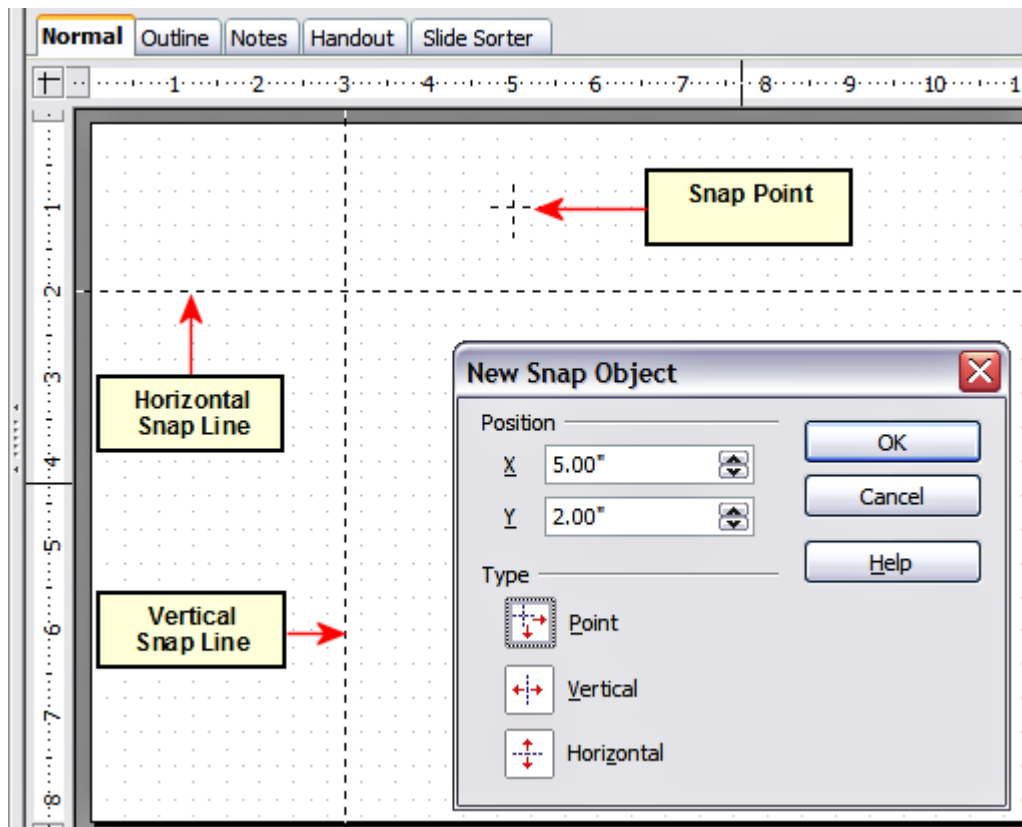 Normal Outline Notes Handout Slide Sorter
1 2 3 4 5 6 7 8 9 10 1
1
Snap Point
2
3
Horizontal
Snap Line
4
5
6
Vertical
Snap Line
7
8
New Snap Object
Position
X 5.00"
Y 2.00"
OK
Cancel
Help
Type
Point
Vertical
Horizontal